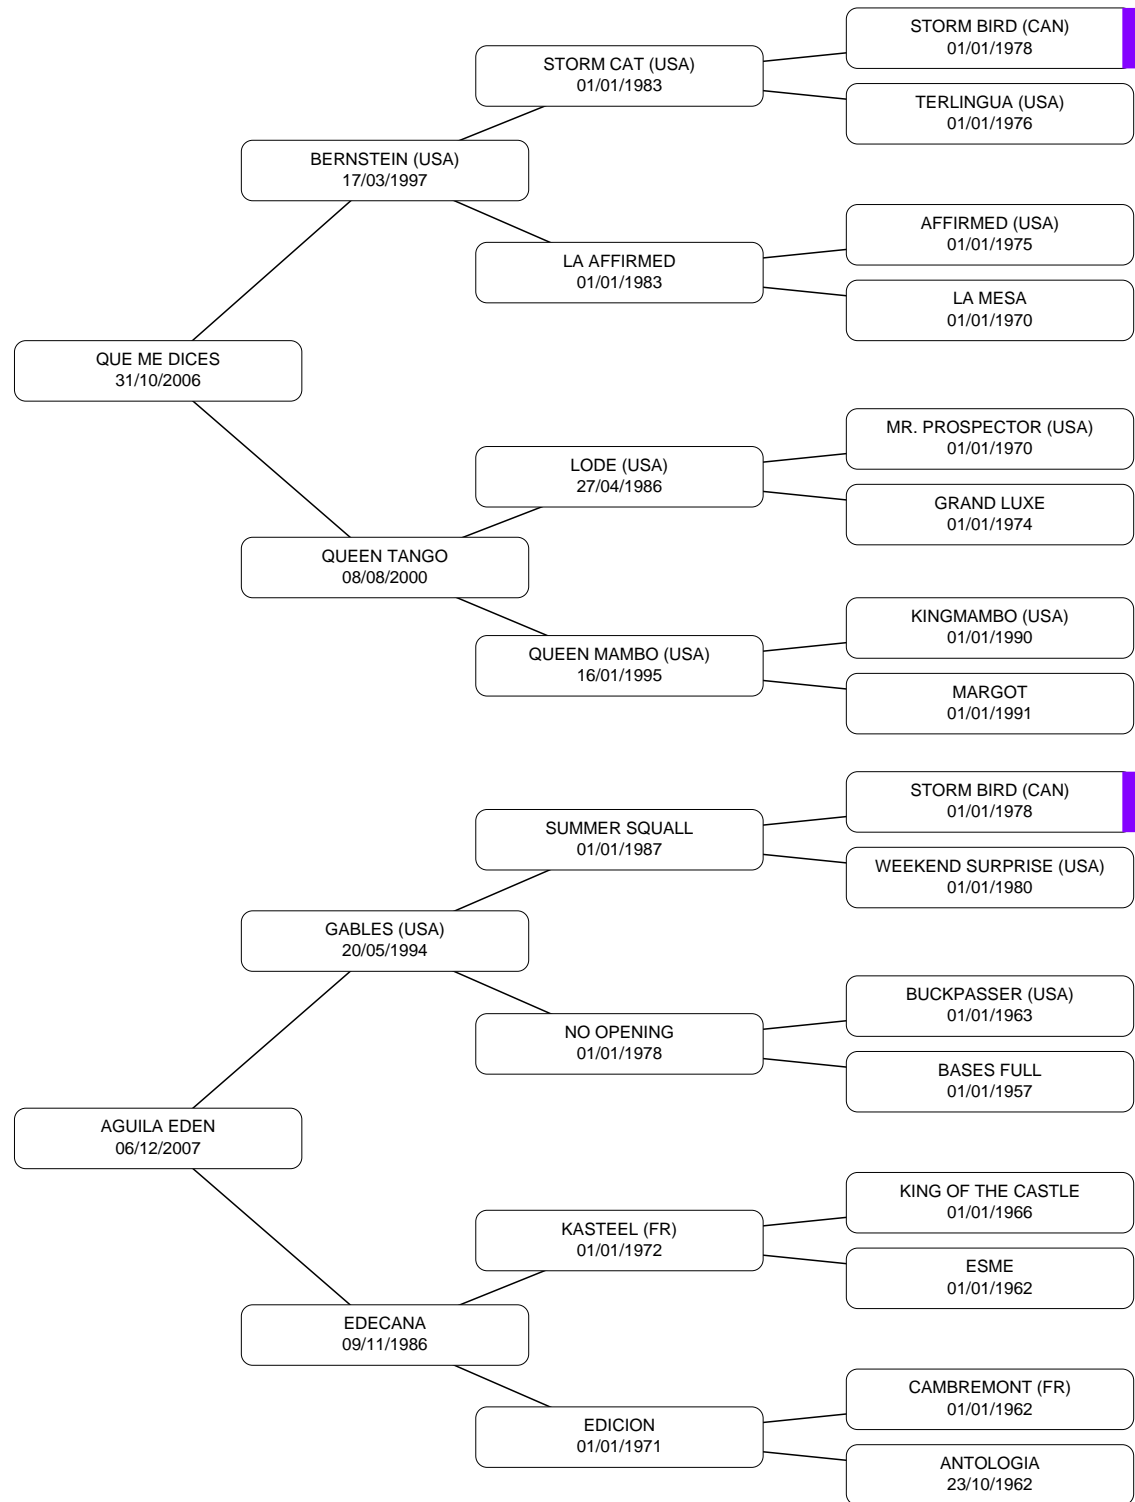 STORM BIRD (CAN)
01/01/1978
STORM CAT (USA)
01/01/1983
TERLINGUA (USA)
01/01/1976
BERNSTEIN (USA)
17/03/1997
AFFIRMED (USA)
01/01/1975
LA AFFIRMED
01/01/1983
LA MESA
01/01/1970
QUE ME DICES
31/10/2006
MR. PROSPECTOR (USA)
01/01/1970
LODE (USA)
27/04/1986
GRAND LUXE
01/01/1974
QUEEN TANGO
08/08/2000
KINGMAMBO (USA)
01/01/1990
QUEEN MAMBO (USA)
16/01/1995
MARGOT
01/01/1991
STORM BIRD (CAN)
01/01/1978
SUMMER SQUALL
01/01/1987
WEEKEND SURPRISE (USA)
01/01/1980
GABLES (USA)
20/05/1994
BUCKPASSER (USA)
01/01/1963
NO OPENING
01/01/1978
BASES FULL
01/01/1957
AGUILA EDEN
06/12/2007
KING OF THE CASTLE
01/01/1966
KASTEEL (FR)
01/01/1972
ESME
01/01/1962
EDECANA
09/11/1986
CAMBREMONT (FR)
01/01/1962
EDICION
01/01/1971
ANTOLOGIA
23/10/1962